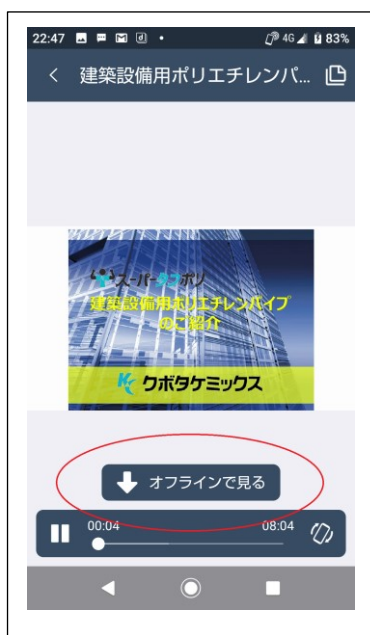 22:47
4G 83%
建築設備用ポリエチレンパ...
スーパータフポリ
建築設備用ポリエチレンパイプ
のご紹介
クボタケミックス
オフラインで見る
00:04
08:04